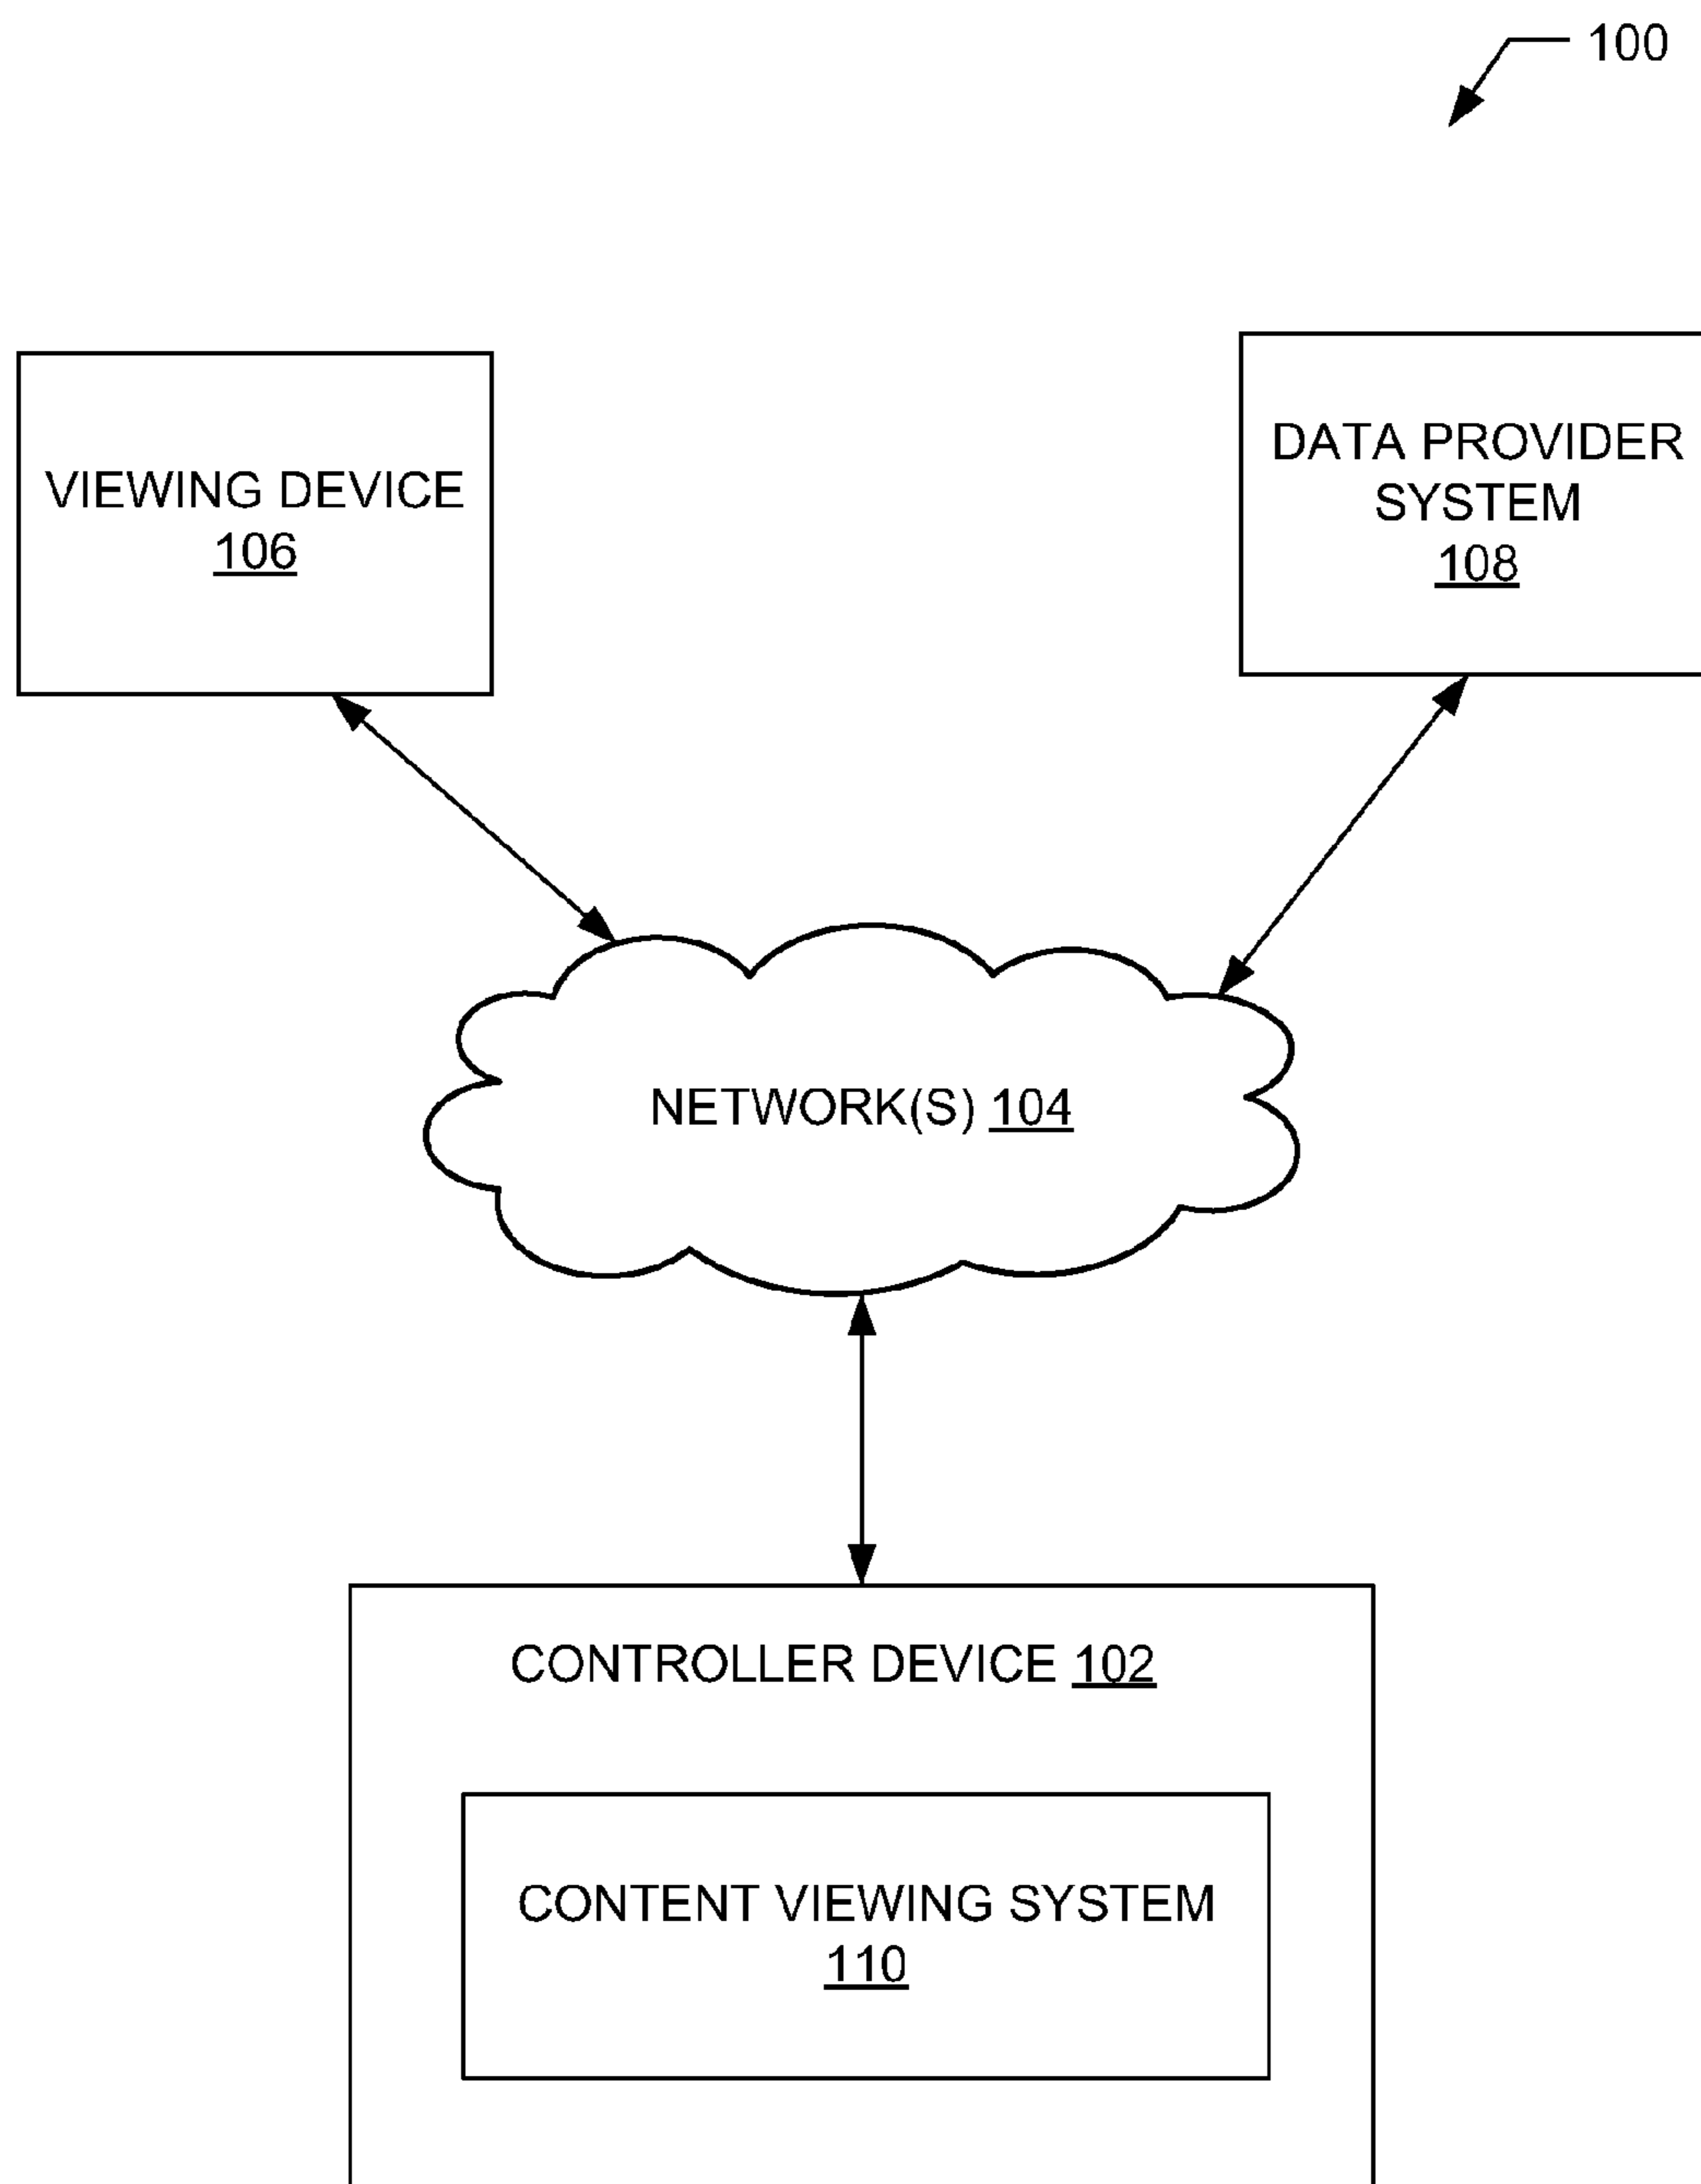 100
VIEWING DEVICE
106
DATA PROVIDER
SYSTEM
108
NETWORK(S) 104
CONTROLLER DEVICE 102
CONTENT VIEWING SYSTEM
110